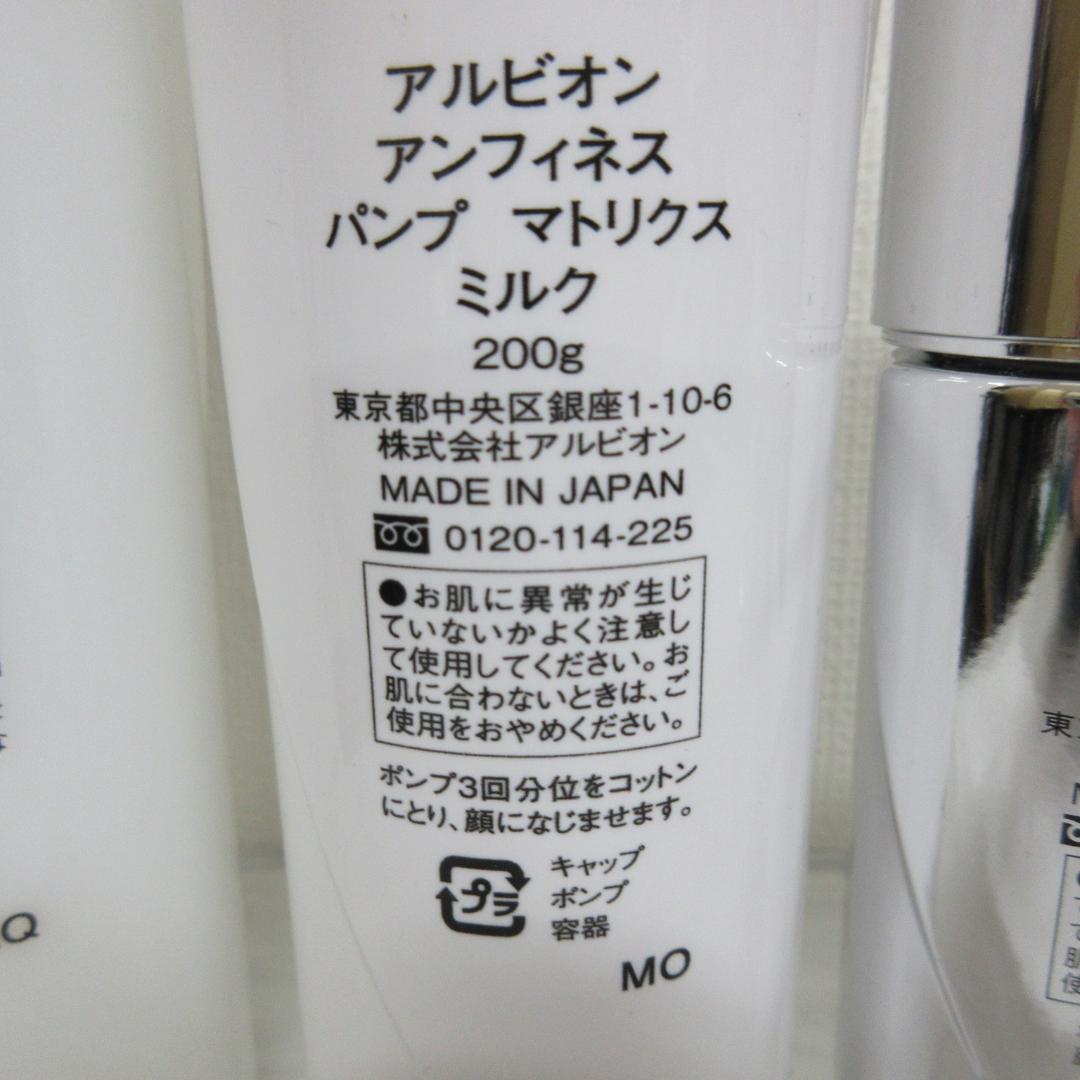 アルビオン
アンフィネス
パンプ マトリクス
ミルク
200g
東京都中央区銀座1-10-6
株式会社アルビオン
MADE IN JAPAN
0120-114-225
●お肌に異常が生じ
ていないかよく注意し
て使用してください。お
肌に合わないときは、ご
使用をおやめください。
ポンプ3回分位をコットン
にとり、顔になじませます。
プラ
キャップ
ポンプ
容器
MO
Q
東
肌
使